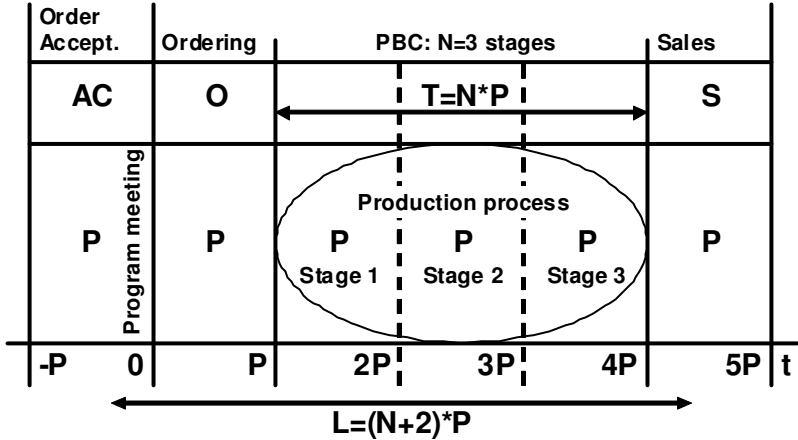 Order
Accept.
Ordering
PBC: N=3 stages
Sales
AC
O
T=N*P
S
Program meeting
Production process
P
P
P
P
P
P
Stage 1
Stage 2
Stage 3
-P
0
P
2P
3P
4P
5P
t
L=(N+2)*P